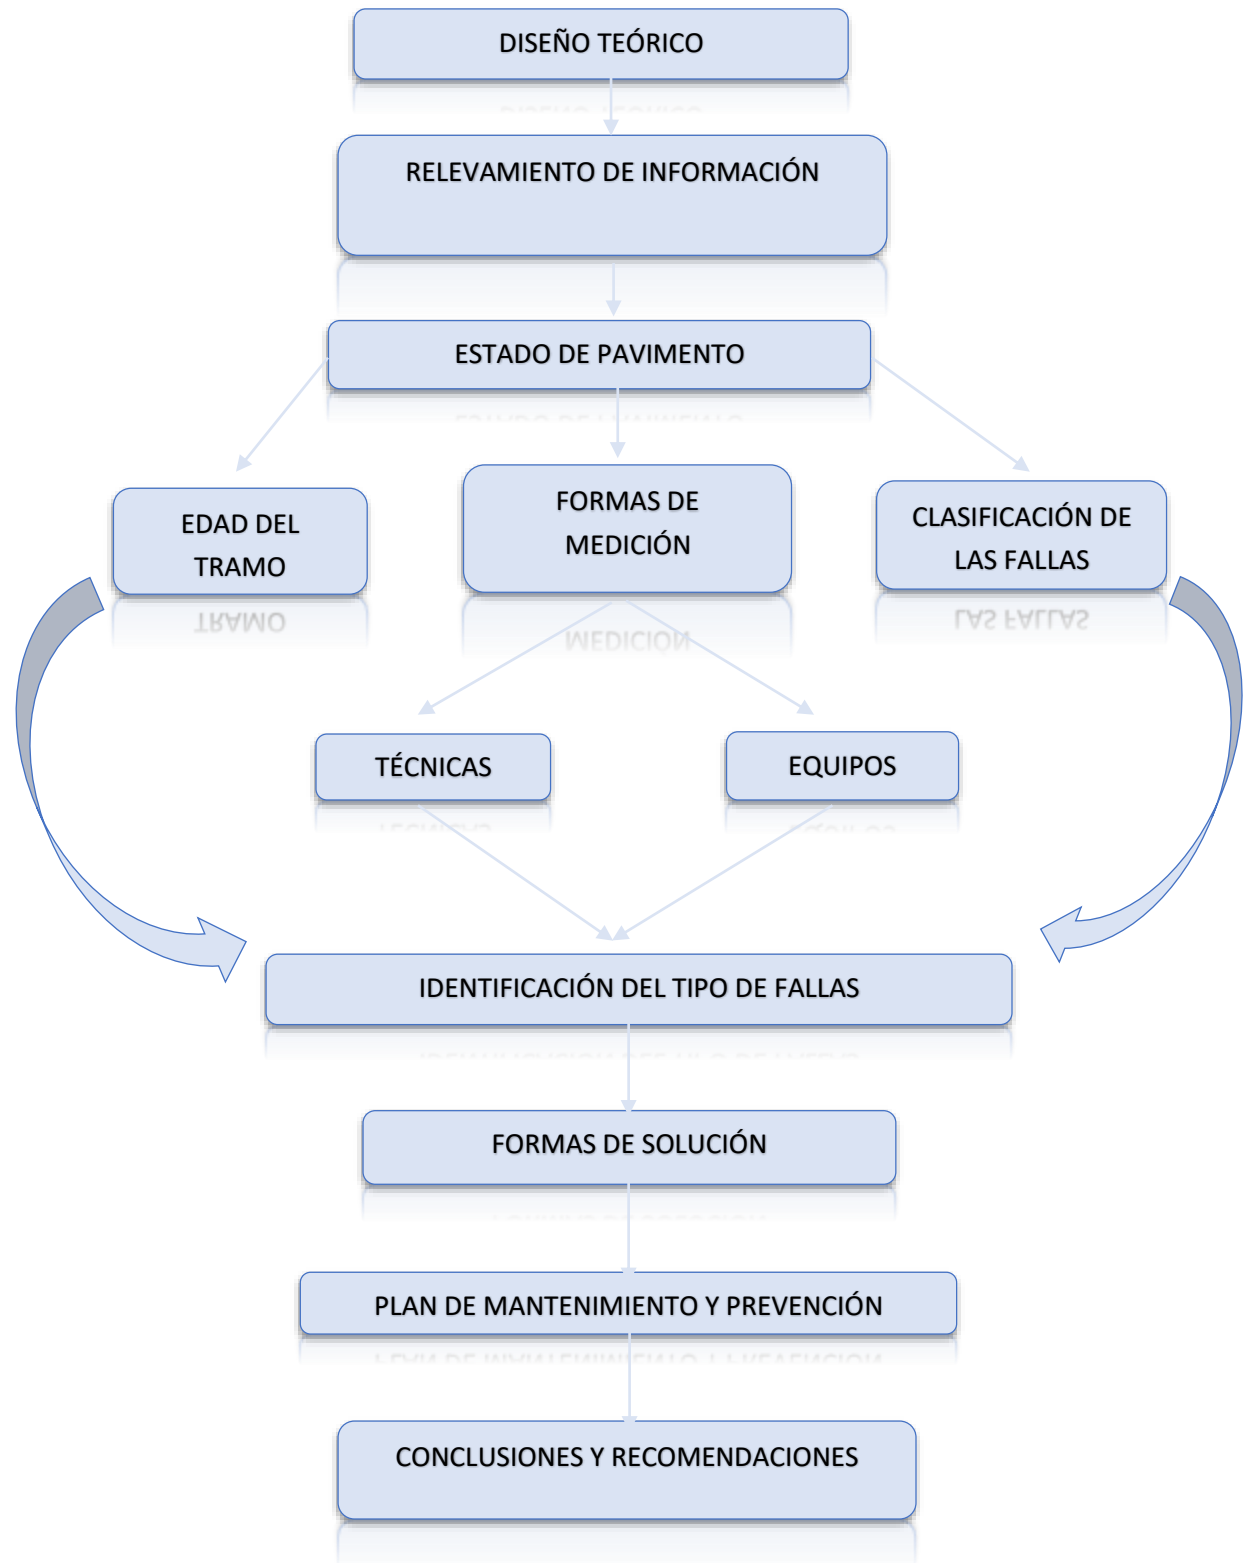 DISEÑO TEÓRICO
RELEVAMIENTO DE INFORMACIÓN
ESTADO DE PAVIMENTO
EDAD DEL
TRAMO
FORMAS DE
MEDICIÓN
CLASIFICACIÓN DE
LAS FALLAS
TÉCNICAS
EQUIPOS
IDENTIFICACIÓN DEL TIPO DE FALLAS
FORMAS DE SOLUCIÓN
PLAN DE MANTENIMIENTO Y PREVENCIÓN
CONCLUSIONES Y RECOMENDACIONES